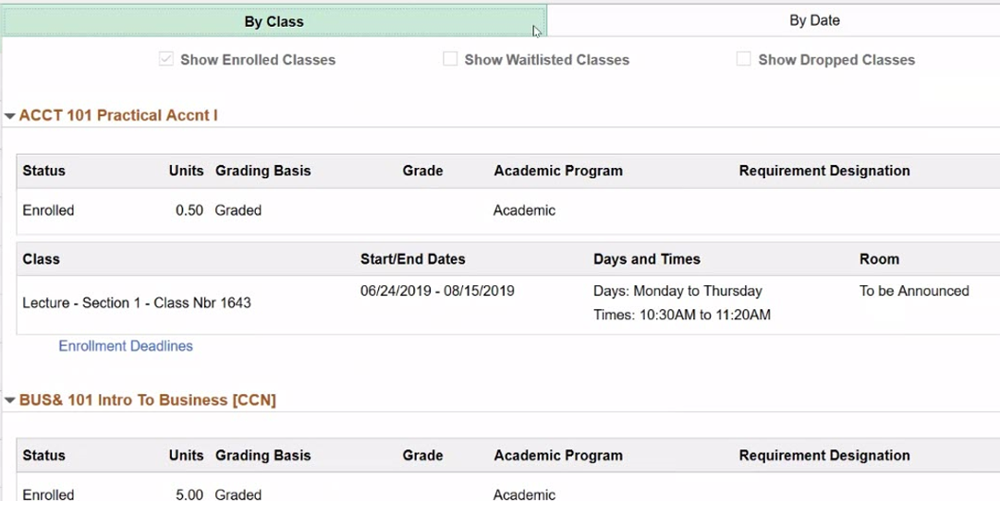 By Class By Date
Show Enrolled Classes Show Waitlisted Classes Show Dropped Classes
ACCT 101 Practical Accnt I
Status Units Grading Basis Grade Academic Program Requirement Designation
Enrolled 0.50 Graded Academic
Class Start/End Dates Days and Times Room
Lecture - Section 1 - Class Nbr 1643 06/24/2019 - 08/15/2019 Days: Monday to Thursday To be Announced
Times: 10:30AM to 11:20AM
Enrollment Deadlines
BUS& 101 Intro To Business [CCN]
Status Units Grading Basis Grade Academic Program Requirement Designation
Enrolled 5.00 Graded Academic